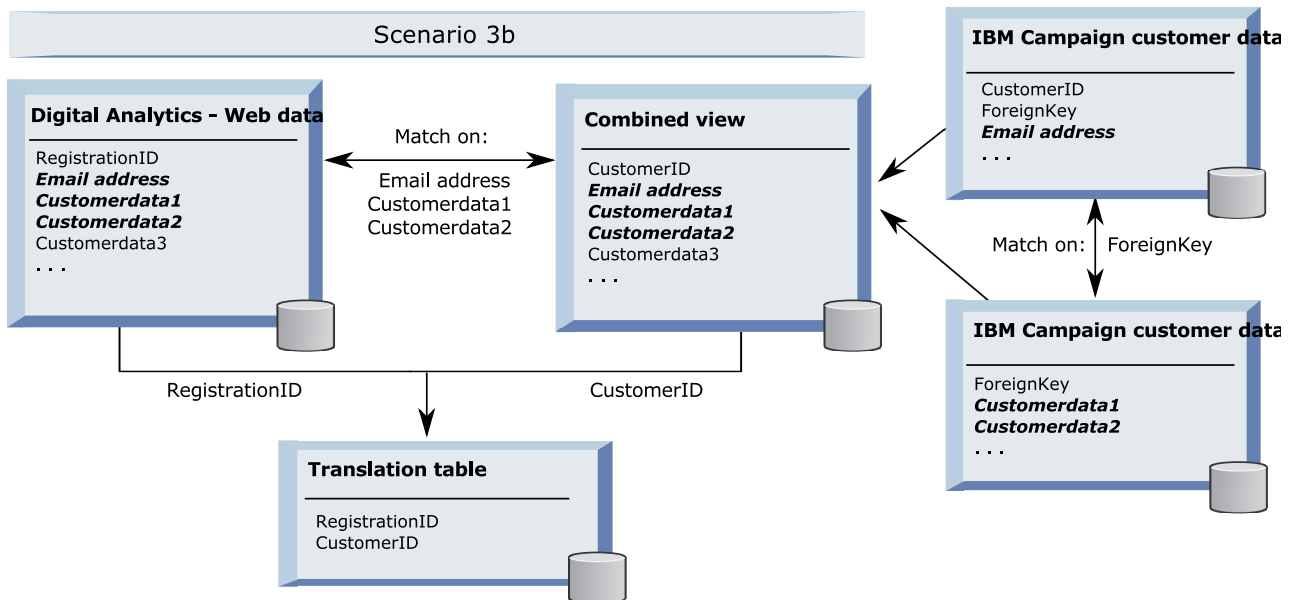 Scenario 3b
Digital Analytics - Web data
RegistrationID
Email address
Customerdata1
Customerdata2
Customerdata3
. . .
Match on:
Email address
Customerdata1
Customerdata2
Combined view
CustomerID
Email address
Customerdata1
Customerdata2
Customerdata3
. . .
IBM Campaign customer data
CustomerID
ForeignKey
Email address
. . .
Match on: ForeignKey
IBM Campaign customer data
ForeignKey
Customerdata1
Customerdata2
. . .
RegistrationID
CustomerID
Translation table
RegistrationID
CustomerID